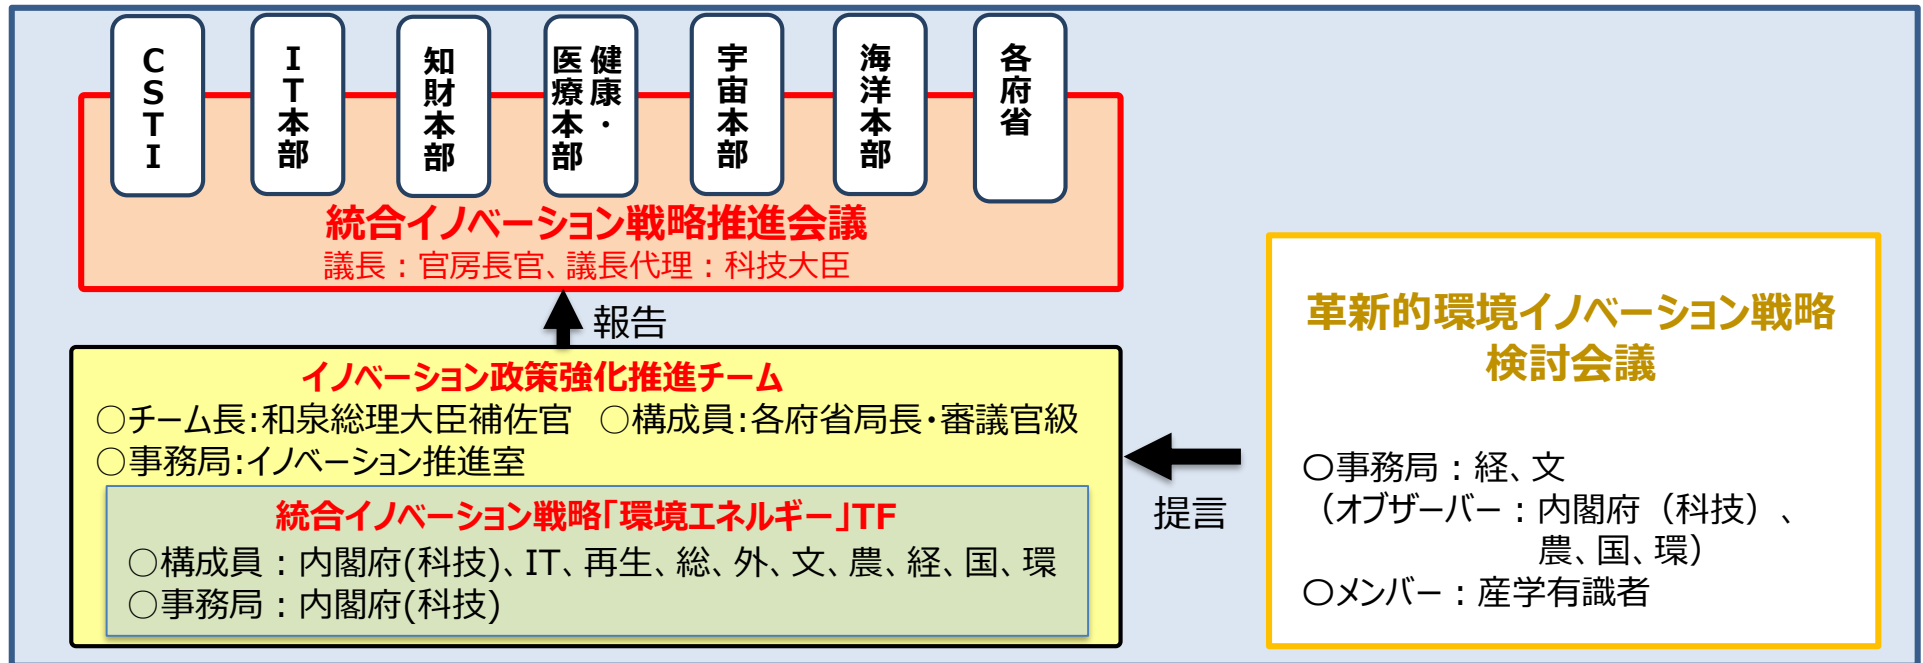 CSTI
IT本部
知財本部
健康・
医療本部
宇宙本部
海洋本部
各府省
統合イノベーション戦略推進会議
議長：官房長官、議長代理：科技大臣
報告
イノベーション政策強化推進チーム
○チーム長:和泉総理大臣補佐官　○構成員:各府省局長・審議官級
○事務局:イノベーション推進室
統合イノベーション戦略「環境エネルギー」TF
○構成員：内閣府(科技)、IT、再生、総、外、文、農、経、国、環
○事務局：内閣府(科技)
提言
革新的環境イノベーション戦略
検討会議
〇事務局：経、文
（オブザーバー：内閣府（科技）、
農、国、環）
〇メンバー：産学有識者